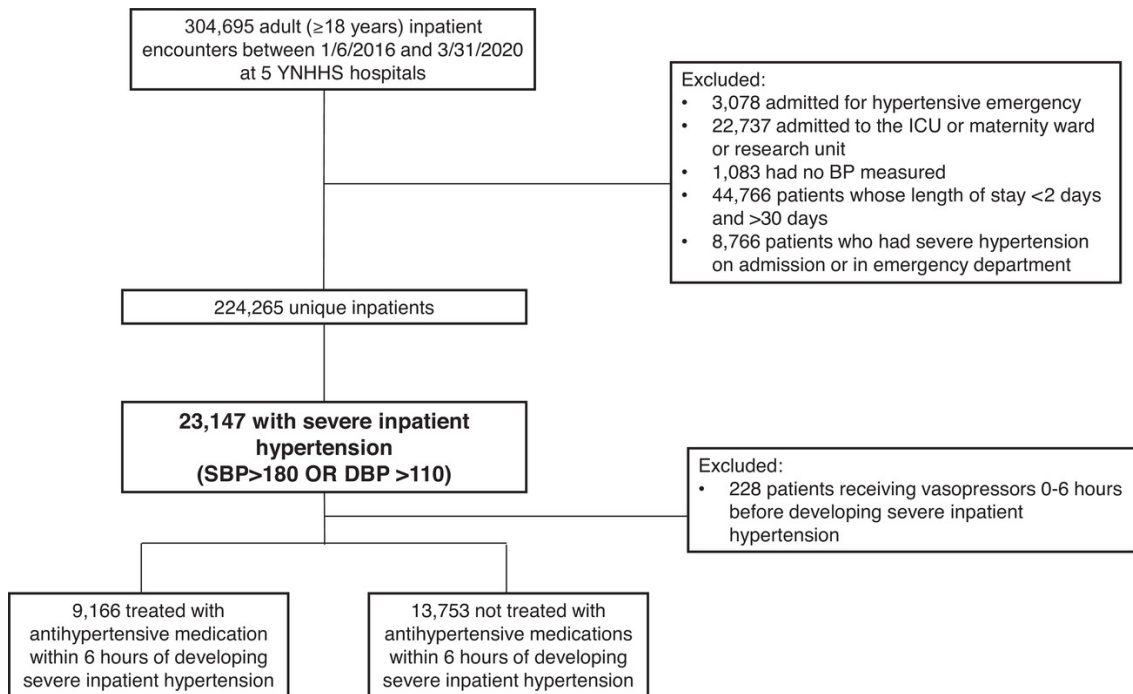 304,695 adult (≥18 years) inpatient
encounters between 1/6/2016 and 3/31/2020
at 5 YNHHS hospitals
Excluded:
• 3,078 admitted for hypertensive emergency
• 22,737 admitted to the ICU or maternity ward
or research unit
• 1,083 had no BP measured
• 44,766 patients whose length of stay <2 days
and >30 days
• 8,766 patients who had severe hypertension
on admission or in emergency department
224,265 unique inpatients
23,147 with severe inpatient
hypertension
(SBP>180 OR DBP >110)
Excluded:
• 228 patients receiving vasopressors 0-6 hours
before developing severe inpatient
hypertension
9,166 treated with
antihypertensive medication
within 6 hours of developing
severe inpatient hypertension
13,753 not treated with
antihypertensive medications
within 6 hours of developing
severe inpatient hypertension